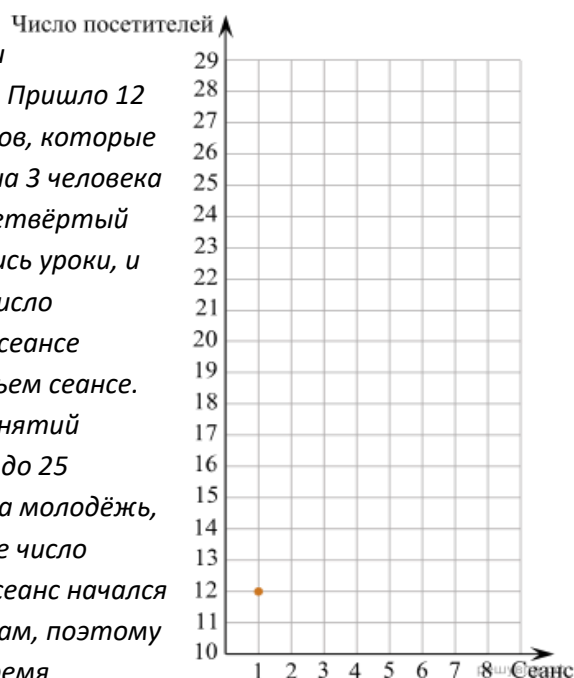 Число посетителей
и
Пришло 12
ов, которые
на 3 человека
етвёртый
ись уроки, и
исло
сеансе
ьем сеансе.
нятий
до 25
а молодёжь,
е число
сеанс начался
ам, поэтому
ремя
29
28
27
26
25
24
23
22
21
20
19
18
17
16
15
14
13
12
11
10
1 2 3 4 5 6 7 8 Сеанс